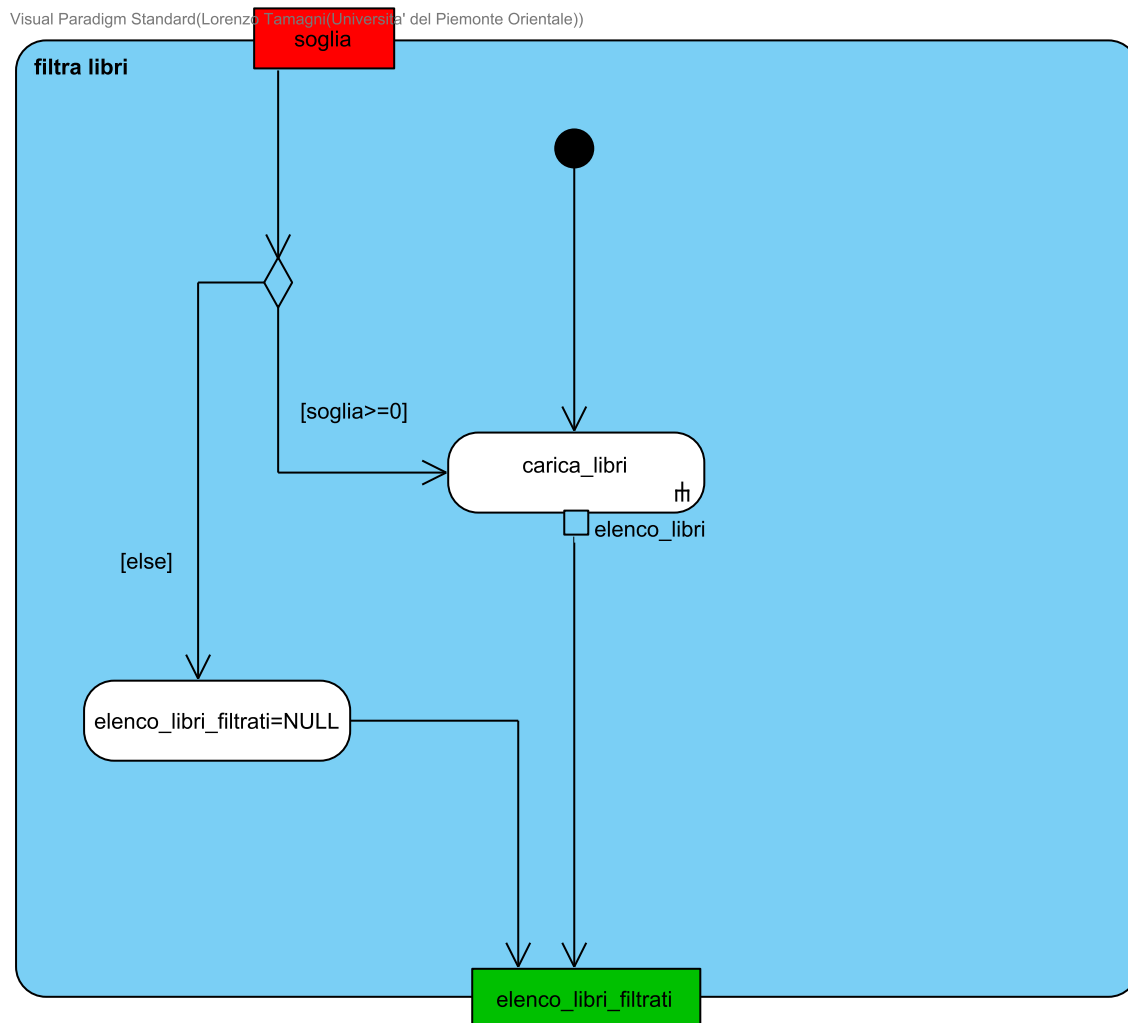 Visual Paradigm Standard(Lorenzo Tamagni(Universita' del Piemonte Orientale))
soglia
filtra libri
[soglia>=0]
carica_libri
elenco_libri
[else]
elenco_libri_filtrati=NULL
elenco_libri_filtrati